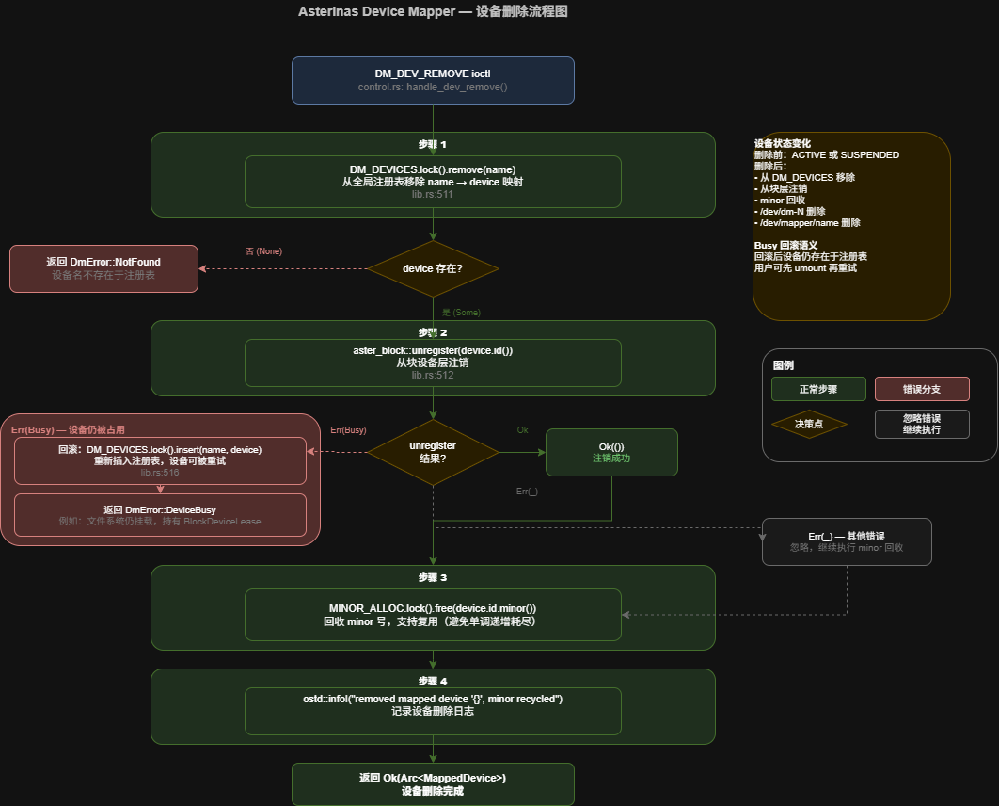 Asterinas Device Mapper — 设备删除流程图
DM_DEV_REMOVE ioctl
control.rs: handle_dev_remove()
步骤 1
DM_DEVICES.lock().remove(name)
从全局注册表移除 name → device 映射
lib.rs:511
设备状态变化
删除前：ACTIVE 或 SUSPENDED
删除后：
• 从 DM_DEVICES 移除
• 从块层注销
• minor 回收
• /dev/dm-N 删除
• /dev/mapper/name 删除
Busy 回滚语义
回滚后设备仍存在于注册表
用户可先 umount 再重试
否 (None)
返回 DmError::NotFound
设备名不存在于注册表
device 存在?
是 (Some)
步骤 2
aster_block::unregister(device.id())
从块设备层注销
lib.rs:512
图例
正常步骤
错误分支
决策点
忽略错误
继续执行
Err(Busy) — 设备仍被占用
回滚：DM_DEVICES.lock().insert(name, device)
重新插入注册表，设备可被重试
lib.rs:516
返回 DmError::DeviceBusy
例如：文件系统仍挂载，持有 BlockDeviceLease
Err(Busy)
unregister
结果?
Ok
Ok(())
注销成功
Err(_)
Err(_) — 其他错误
忽略，继续执行 minor 回收
步骤 3
MINOR_ALLOC.lock().free(device.id.minor())
回收 minor 号，支持复用（避免单调递增耗尽）
步骤 4
ostd::info!("removed mapped device '{}', minor recycled")
记录设备删除日志
返回 Ok(Arc<MappedDevice>)
设备删除完成